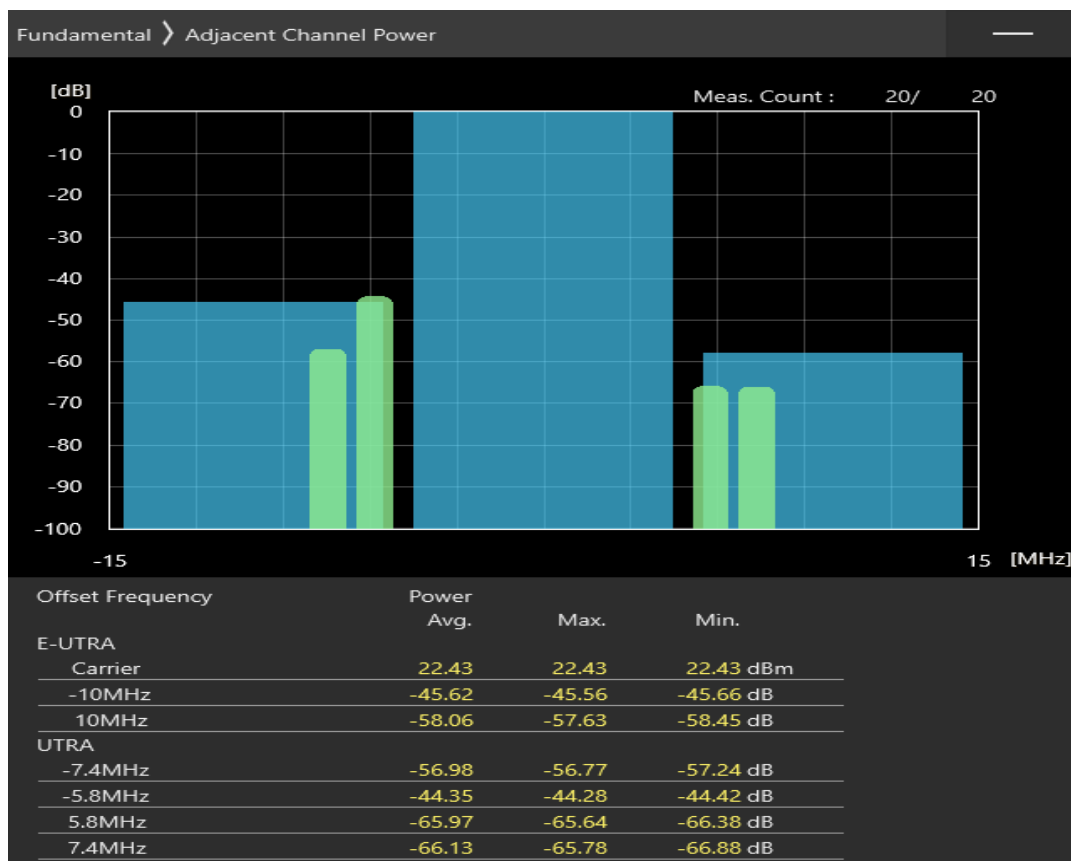 Fundamental 〉 Adjacent Channel Power
[dB]
Meas. Count : 20/ 20
0
-10
-20
-30
-40
-50
-60
-70
-80
-90
-100
-15 15 [MHz]
Offset Frequency Power
Avg. Max. Min.
E-UTRA
Carrier 22.43 22.43 22.43 dBm
-10MHz -45.62 -45.56 -45.66 dB
10MHz -58.06 -57.63 -58.45 dB
UTRA
-7.4MHz -56.98 -56.77 -57.24 dB
-5.8MHz -44.35 -44.28 -44.42 dB
5.8MHz -65.97 -65.64 -66.38 dB
7.4MHz -66.13 -65.78 -66.88 dB